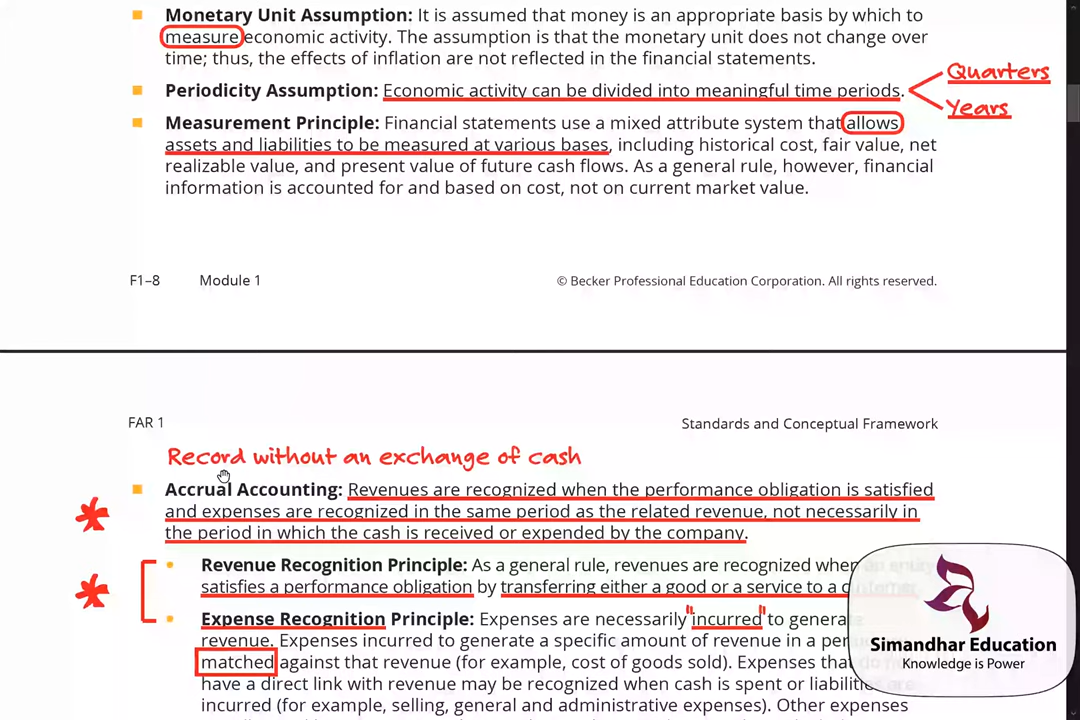 Monetary Unit Assumption: It is assumed that money is an appropriate basis by which to
measure economic activity. The assumption is that the monetary unit does not change over
time; thus, the effects of inflation are not reflected in the financial statements.
Quarters
Periodicity Assumption: Economic activity can be divided into meaningful time periods.
Years
Measurement Principle: Financial statements use a mixed attribute system that allows
assets and liabilities to be measured at various bases, including historical cost, fair value, net
realizable value, and present value of future cash flows. As a general rule, however, financial
information is accounted for and based on cost, not on current market value.
F1–8 Module 1 © Becker Professional Education Corporation. All rights reserved.
FAR 1 Standards and Conceptual Framework
Record without an exchange of cash
Accrual Accounting: Revenues are recognized when the performance obligation is satisfied
and expenses are recognized in the same period as the related revenue, not necessarily in
the period in which the cash is received or expended by the company.
Revenue Recognition Principle: As a general rule, revenues are recognized when an entity
satisfies a performance obligation by transferring either a good or a service to a customer
Expense Recognition Principle: Expenses are necessarily "incurred" to generate
revenue. Expenses incurred to generate a specific amount of revenue in a
matched against that revenue (for example, cost of goods sold). Expenses that do
have a direct link with revenue may be recognized when cash is spent or liabilities are
incurred (for example, selling, general and administrative expenses). Other expenses
Simandhar Education
Knowledge is Power